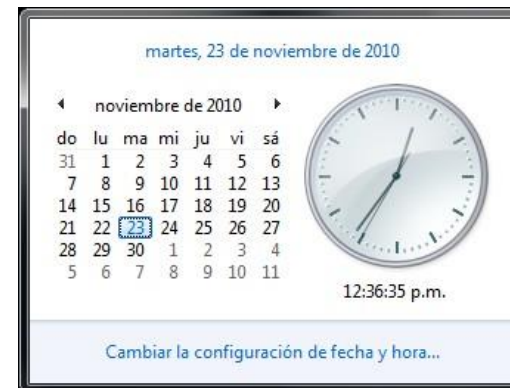 martes, 23 de noviembre de 2010
noviembre de 2010
do lu ma mi ju vi sá
31 1 2 3 4 5 6
7 8 9 10 11 12 13
14 15 16 17 18 19 20
21 22 23 24 25 26 27
28 29 30 1 2 3 4
5 6 7 8 9 10 11
12:36:35 p.m.
Cambiar la configuración de fecha y hora...